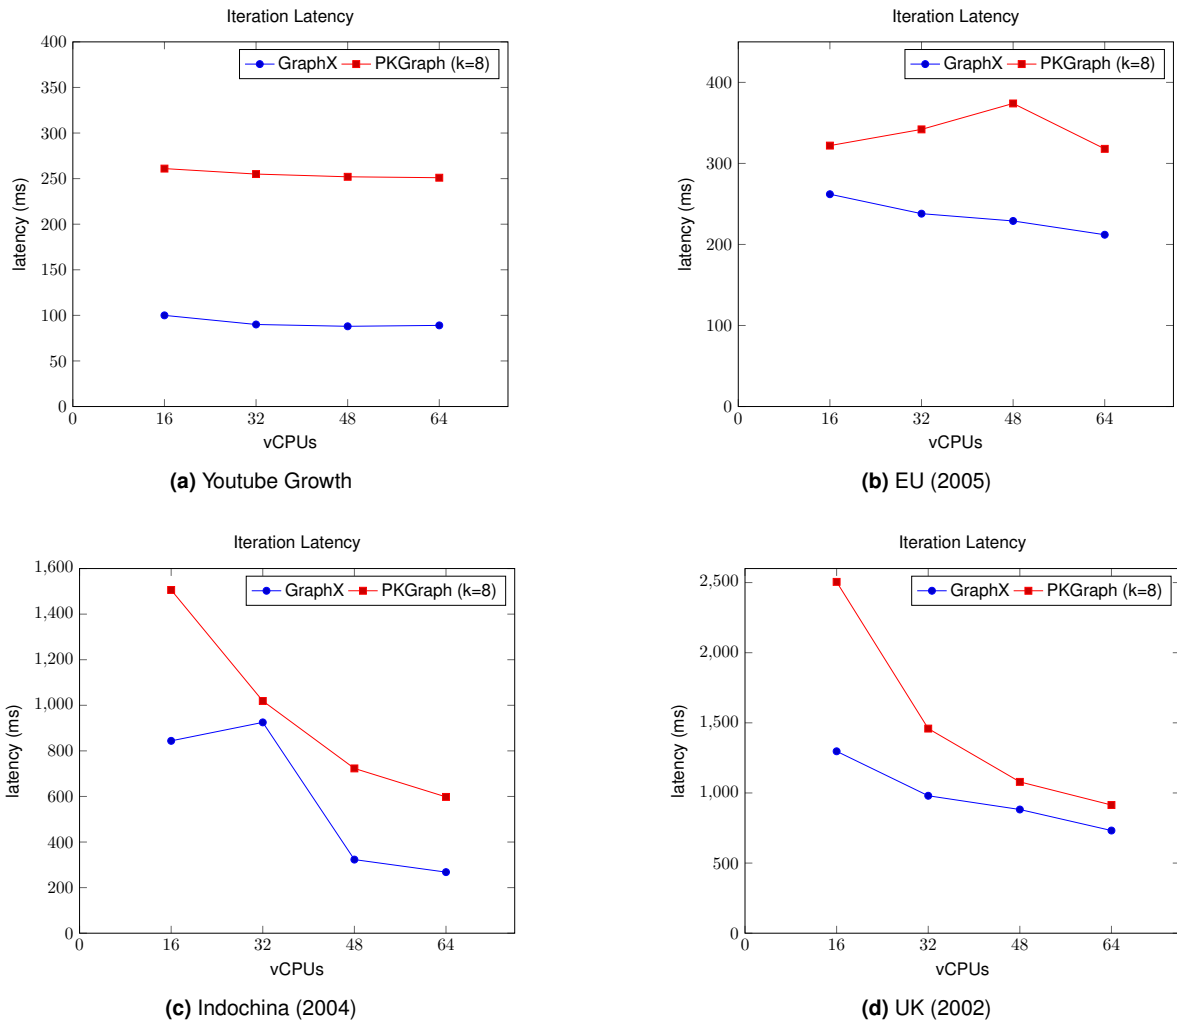 Iteration Latency
400
350
300
250
200
150
100
50
0
latency (ms)
GraphX PKGraph (k=8)
0 16 32 48 64
vCPUs
(a) Youtube Growth
Iteration Latency
400
300
200
100
0
latency (ms)
GraphX PKGraph (k=8)
0 16 32 48 64
vCPUs
(b) EU (2005)
Iteration Latency
1,600
1,400
1,200
1,000
800
600
400
200
0
latency (ms)
GraphX PKGraph (k=8)
0 16 32 48 64
vCPUs
(c) Indochina (2004)
Iteration Latency
2,500
2,000
1,500
1,000
500
0
latency (ms)
GraphX PKGraph (k=8)
0 16 32 48 64
vCPUs
(d) UK (2002)